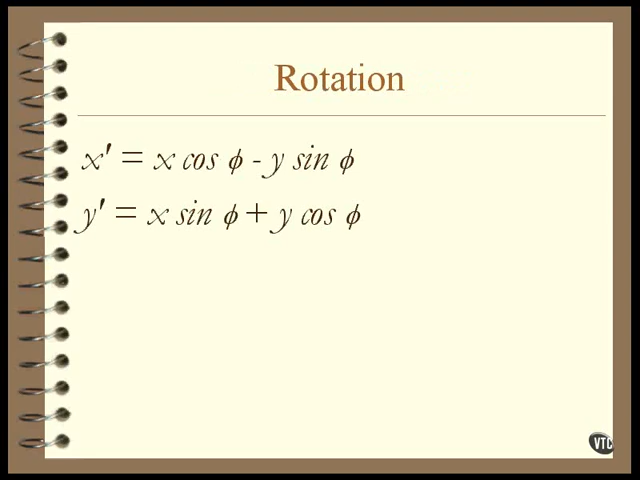 Rotation
x' = x cos ϕ - y sin ϕ
y' = x sin ϕ + y cos ϕ
VTC